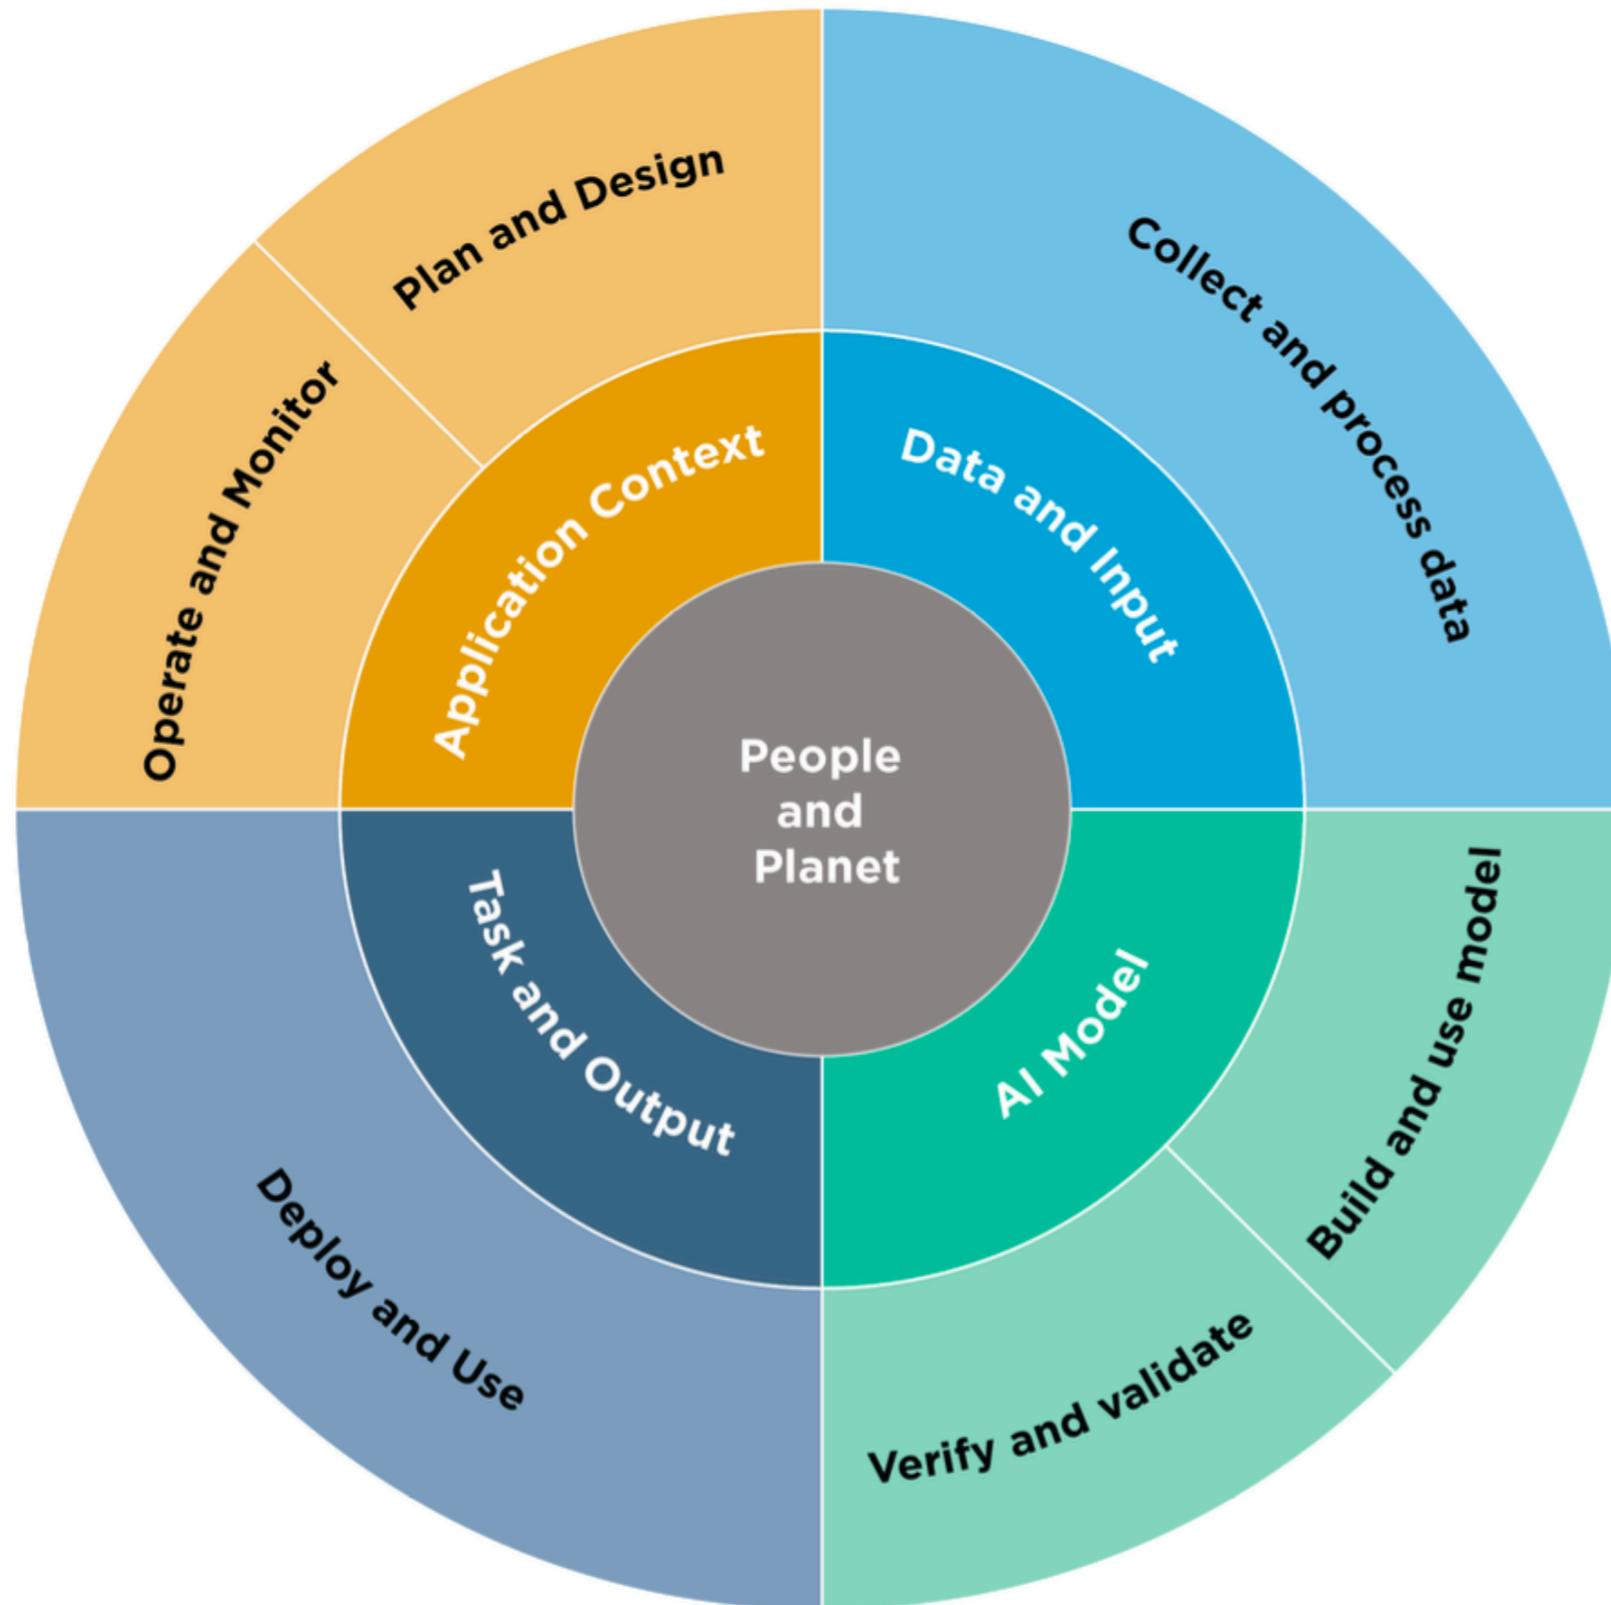 Plan and Design
Collect and process data
Operate and Monitor
Application Context
Data and Input
People
and
Planet
Task and Output
AI Model
Build and use model
Deploy and Use
Verify and validate